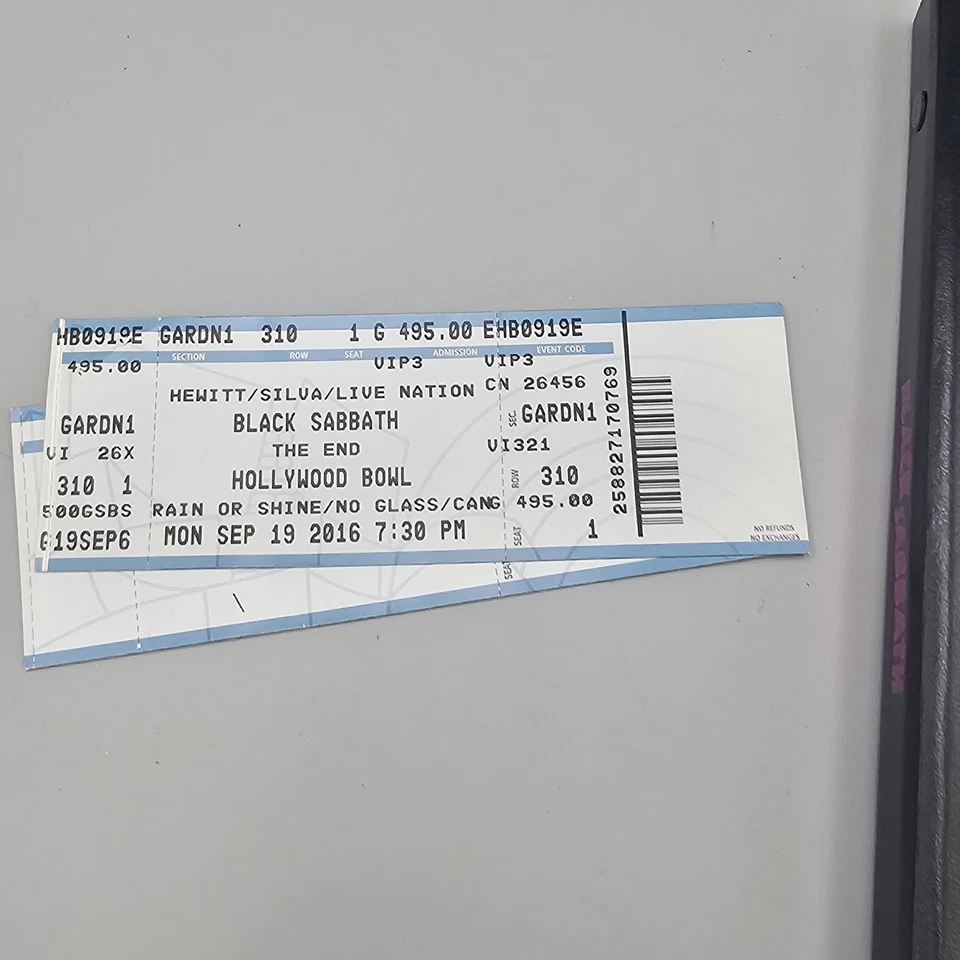 HB0919E GARDN1 310 1 G 495.00 EHB0919E
SECTION ROW SEAT ADMISSION EVENT CODE
495.00 VIP3 VIP3
HEWITT/SILVA/LIVE NATION CN 26456
GARDN1 BLACK SABBATH SEC. GARDN1
VI 26X THE END VI321
310 1 HOLLYWOOD BOWL ROW 310
500GSBS RAIN OR SHINE/NO GLASS/CANG 495.00
G19SEP6 MON SEP 19 2016 7:30 PM SEAT 1
258827170769
NO REFUNDS
NO EXCHANGES
SEAT